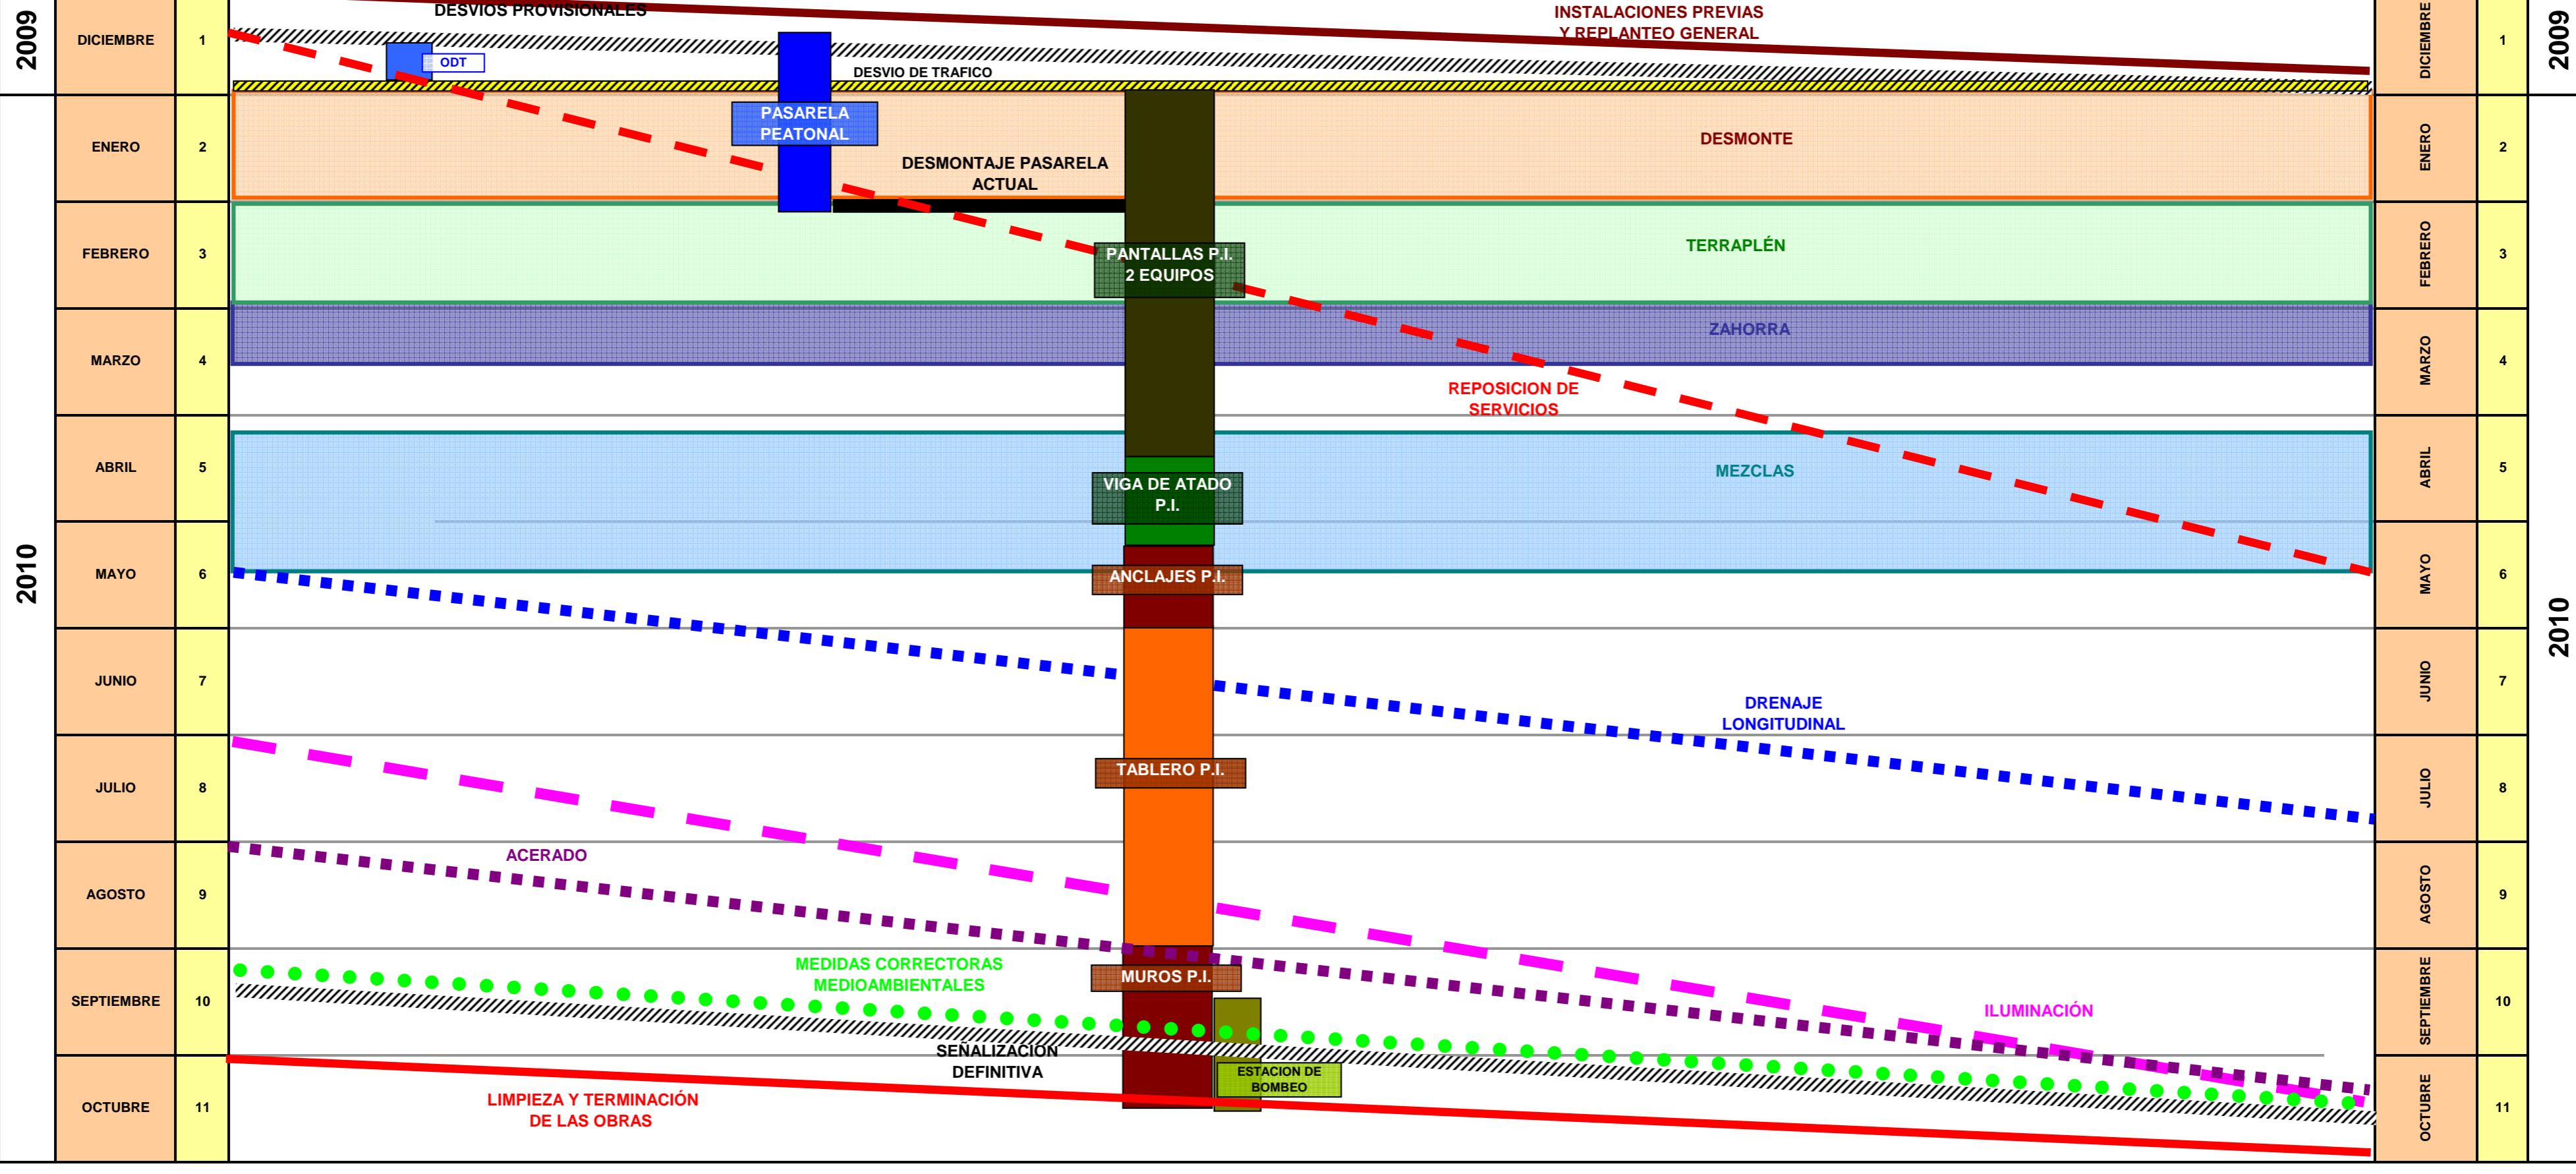 2009
DICIEMBRE 1
DESVIOS PROVISIONALES
INSTALACIONES PREVIAS
Y REPLANTEO GENERAL
DICIEMBRE 1
2009
ODT
DESVIO DE TRAFICO
2010
ENERO 2
PASARELA
PEATONAL
DESMONTAJE PASARELA
ACTUAL
DESMONTE
ENERO 2
2010
FEBRERO 3
PANTALLAS P.I.
2 EQUIPOS
TERRAPLÉN
FEBRERO 3
MARZO 4
ZAHORRA
REPOSICION DE
SERVICIOS
MARZO 4
ABRIL 5
VIGA DE ATADO
P.I.
MEZCLAS
ABRIL 5
MAYO 6
ANCLAJES P.I.
MAYO 6
JUNIO 7
DRENAJE
LONGITUDINAL
JUNIO 7
JULIO 8
TABLERO P.I.
JULIO 8
ACERADO
AGOSTO 9
AGOSTO 9
SEPTIEMBRE 10
MEDIDAS CORRECTORAS
MEDIOAMBIENTALES
MUROS P.I.
ILUMINACIÓN
SEPTIEMBRE 10
SEÑALIZACION
DEFINITIVA
ESTACION DE
BOMBEO
OCTUBRE 11
LIMPIEZA Y TERMINACIÓN
DE LAS OBRAS
OCTUBRE 11